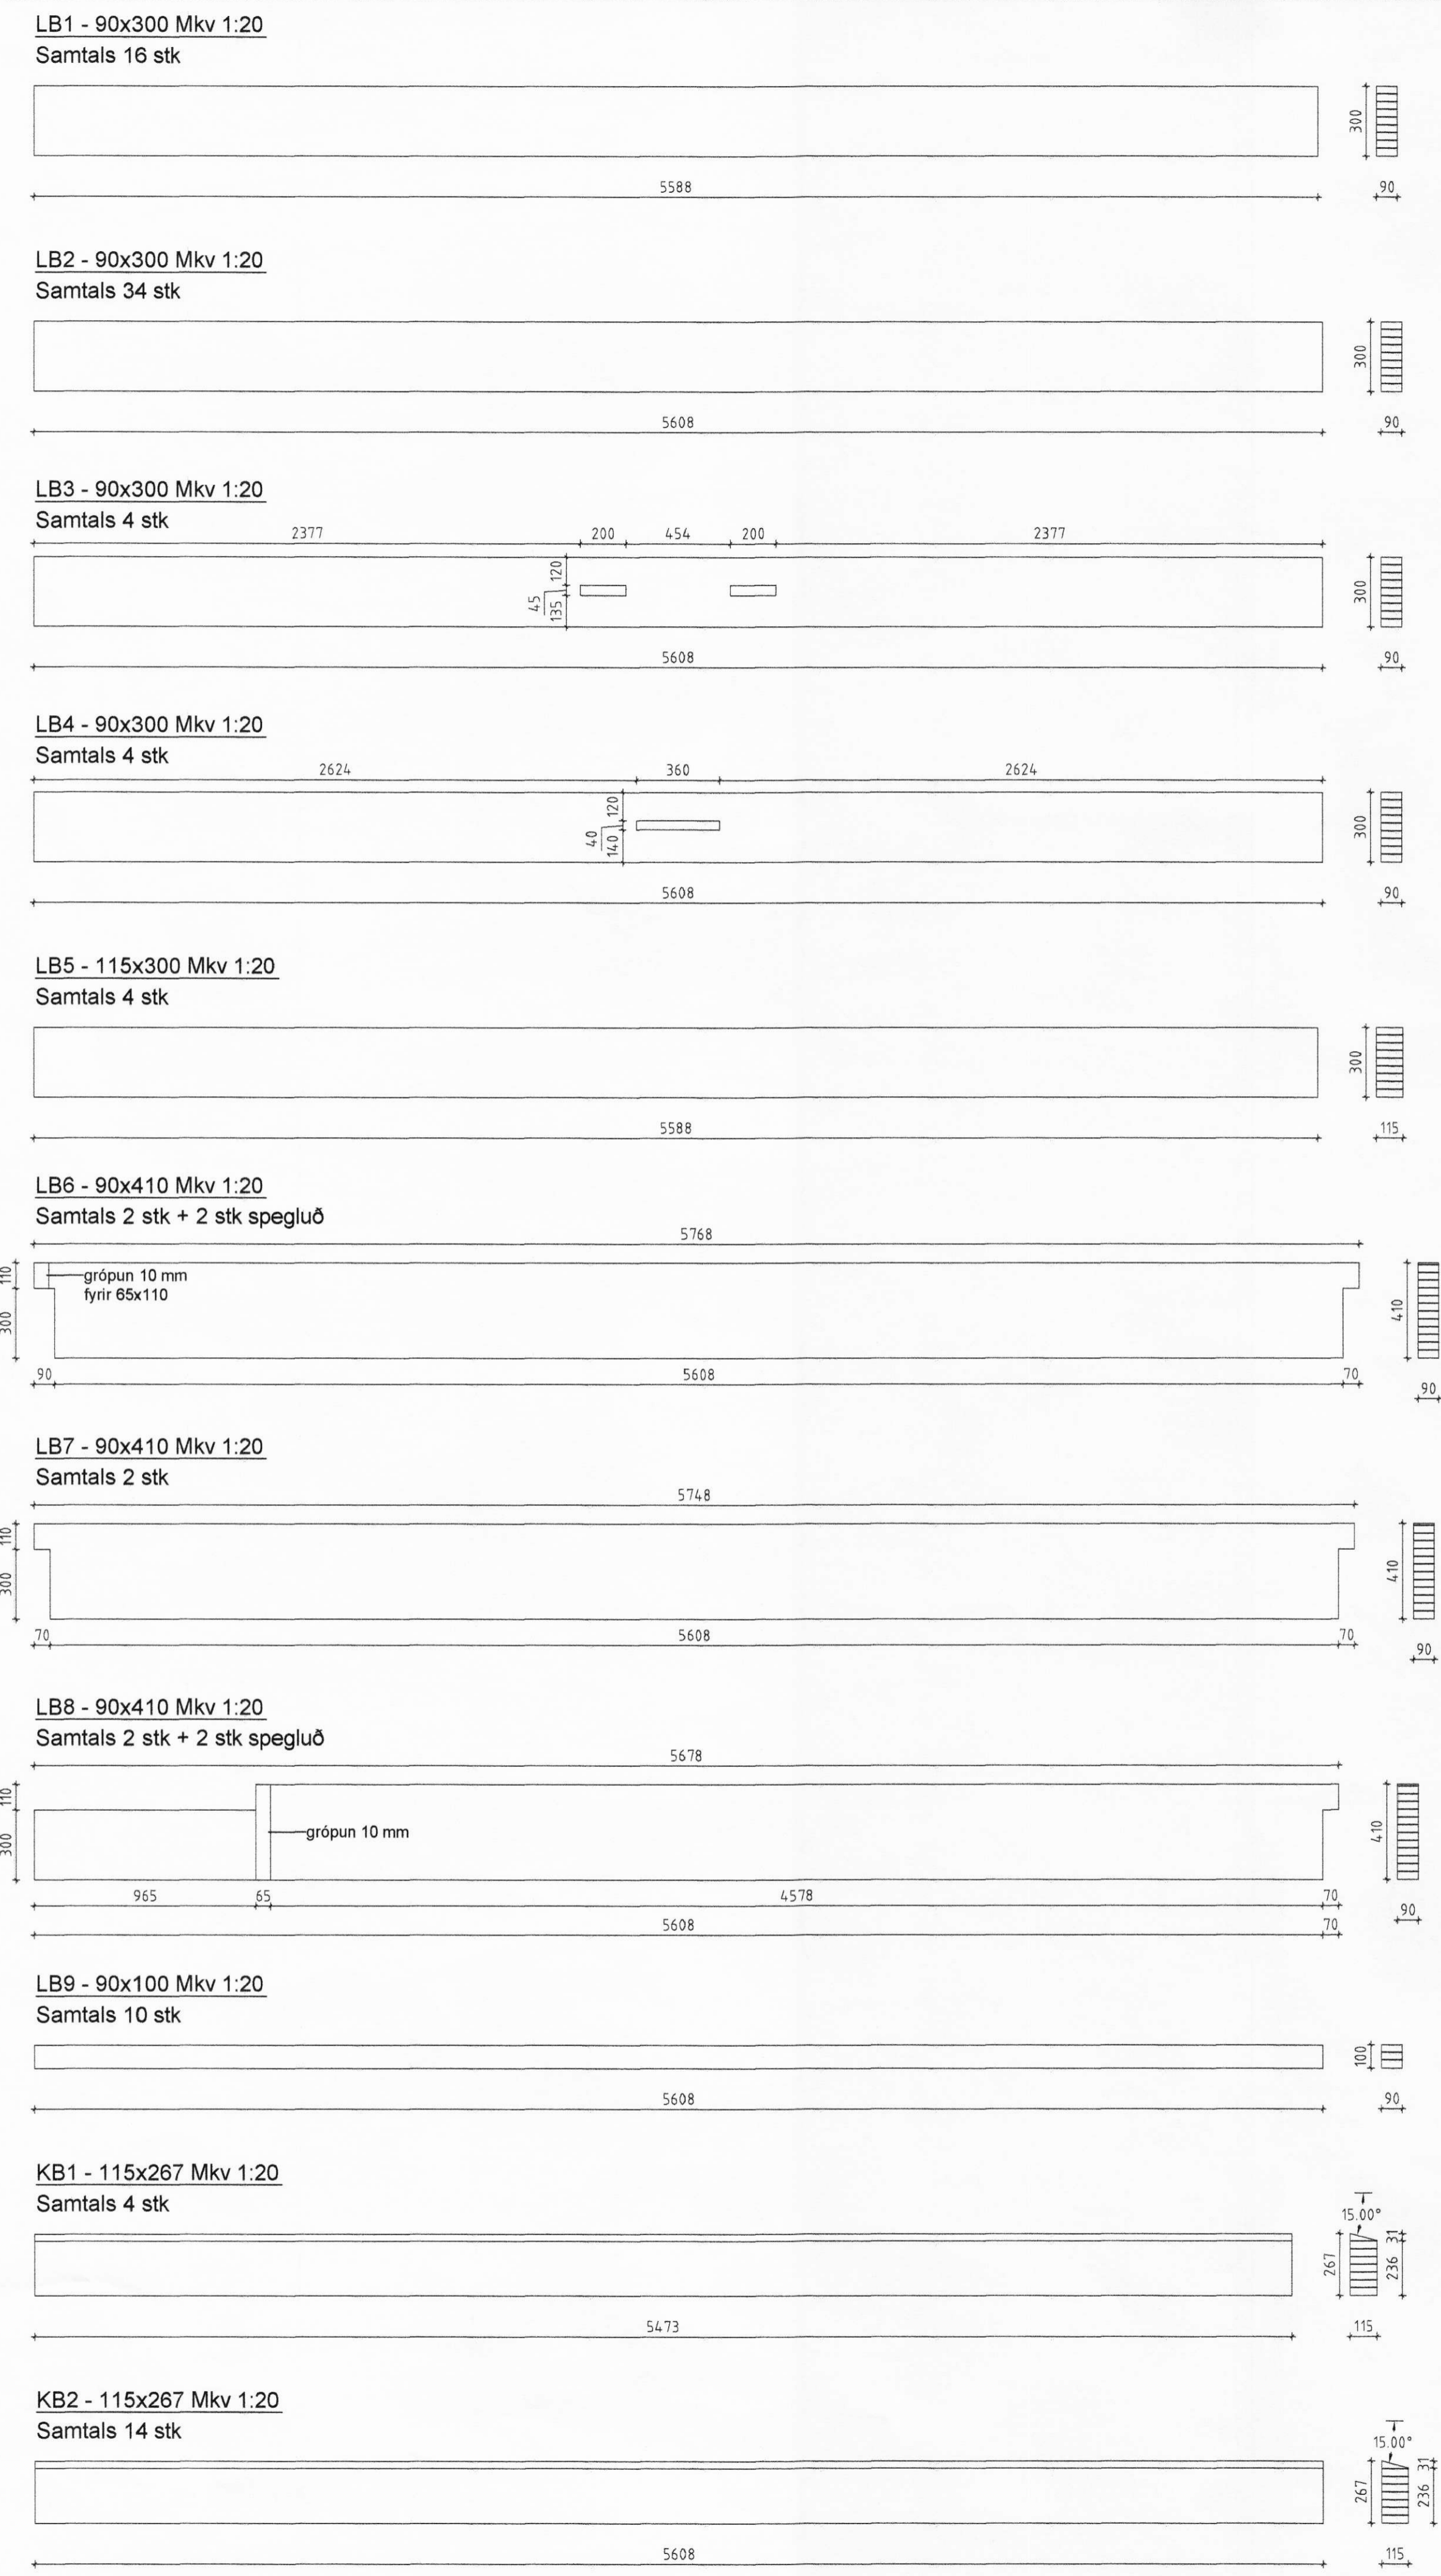 LB1 - 90x300 Mkv 1:20
Samtals 16 stk
300
5588
90
LB2 - 90x300 Mkv 1:20
Samtals 34 stk
300
5608
90
LB3 - 90x300 Mkv 1:20
Samtals 4 stk
2377 200 454 200 2377
120
45
135
300
5608
90
LB4 - 90x300 Mkv 1:20
Samtals 4 stk
2624 360 2624
120
40
140
300
5608
90
LB5 - 115x300 Mkv 1:20
Samtals 4 stk
300
5588
115
LB6 - 90x410 Mkv 1:20
Samtals 2 stk + 2 stk spegluð
5768
110
grópun 10 mm
fyrir 65x110
300
410
90 5608 70
90
LB7 - 90x410 Mkv 1:20
Samtals 2 stk
5748
110
300
410
70 5608 70
90
LB8 - 90x410 Mkv 1:20
Samtals 2 stk + 2 stk spegluð
5678
110
300
grópun 10 mm
410
965 65 4578 70
90
5608 70
LB9 - 90x100 Mkv 1:20
Samtals 10 stk
100
5608
90
KB1 - 115x267 Mkv 1:20
Samtals 4 stk
15.00°
267
31
236
5473
115
KB2 - 115x267 Mkv 1:20
Samtals 14 stk
15.00°
267
31
236
5608
115